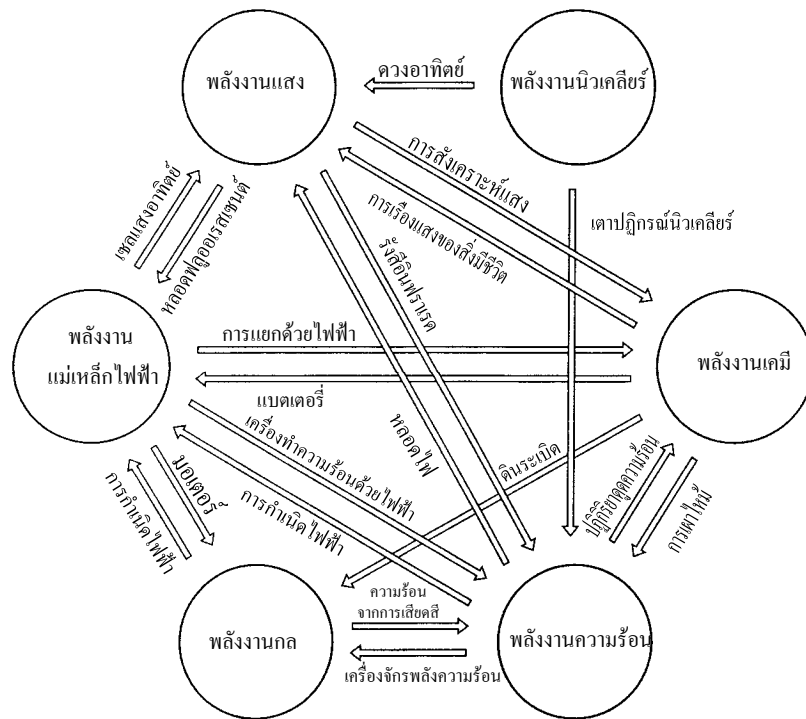 พลังงานแสง
ดวงอาทิตย์
พลังงานนิวเคลียร์
การสังเคราะห์แสง
การเรืองแสงของสิ่งมีชีวิต
เตาปฏิกรณ์นิวเคลียร์
เซลแสงอาทิตย์
หลอดฟลูออเรสเซนต์
รังสีอินฟราเรด
พลังงาน
แม่เหล็กไฟฟ้า
การแยกด้วยไฟฟ้า
แบตเตอรี่
พลังงานเคมี
หลอดไฟ
เครื่องทำความร้อนด้วยไฟฟ้า
การกำเนิดไฟฟ้า
ดินระเบิด
มอเตอร์
การกำเนิดไฟฟ้า
ปฏิกิริยาดูดความร้อน
การเผาไหม้
พลังงานกล
ความร้อน
จากการเสียดสี
เครื่องจักรพลังความร้อน
พลังงานความร้อน